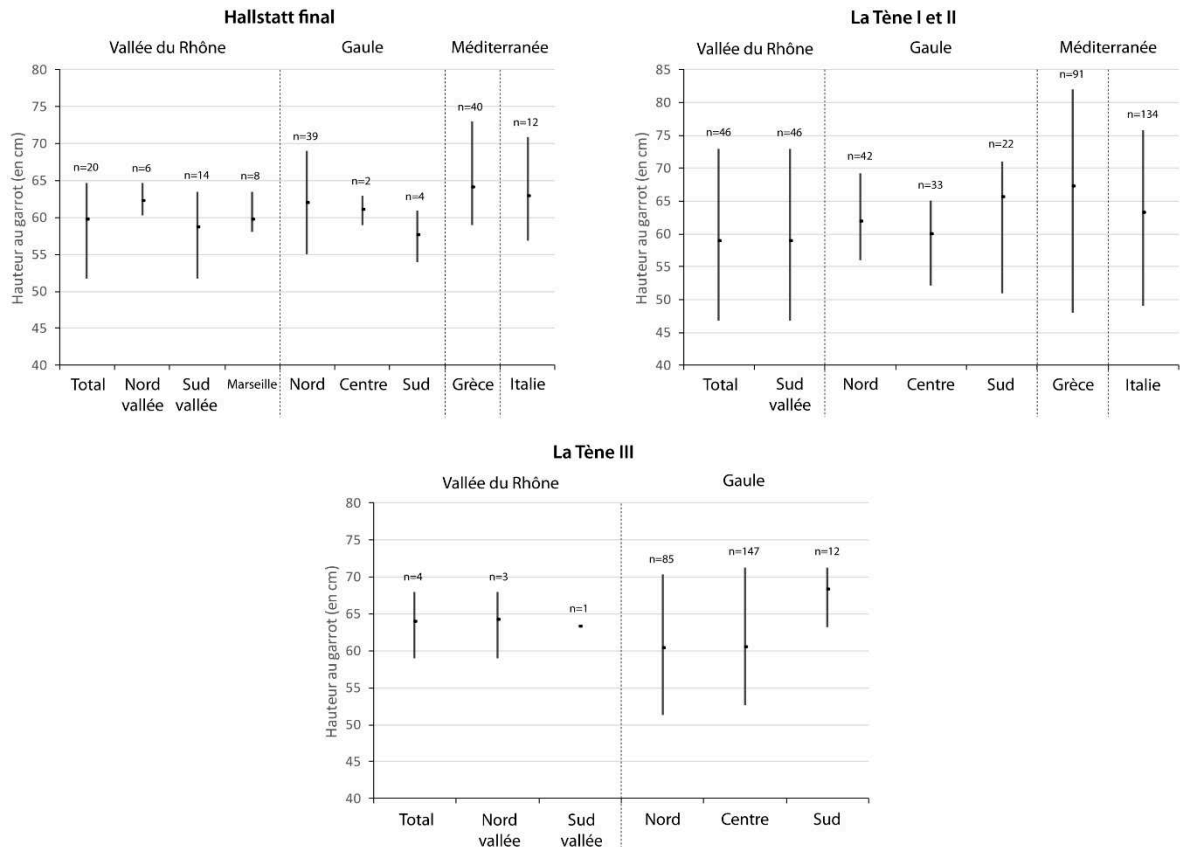 Hallstatt final
Vallée du Rhône Gaule Méditerranée
Hauteur au garrot (en cm)
80
75
70
65
60
55
50
45
40
n=20 n=6 n=14 n=8 n=39 n=2 n=4 n=40 n=12
Total Nord vallée Sud vallée Marseille Nord Centre Sud Grèce Italie
La Tène I et II
Vallée du Rhône Gaule Méditerranée
Hauteur au garrot (en cm)
85
80
75
70
65
60
55
50
45
40
n=46 n=46 n=42 n=33 n=22 n=91 n=134
Total Sud vallée Nord Centre Sud Grèce Italie
La Tène III
Vallée du Rhône Gaule
Hauteur au garrot (en cm)
80
75
70
65
60
55
50
45
40
n=4 n=3 n=1 n=85 n=147 n=12
Total Nord vallée Sud vallée Nord Centre Sud